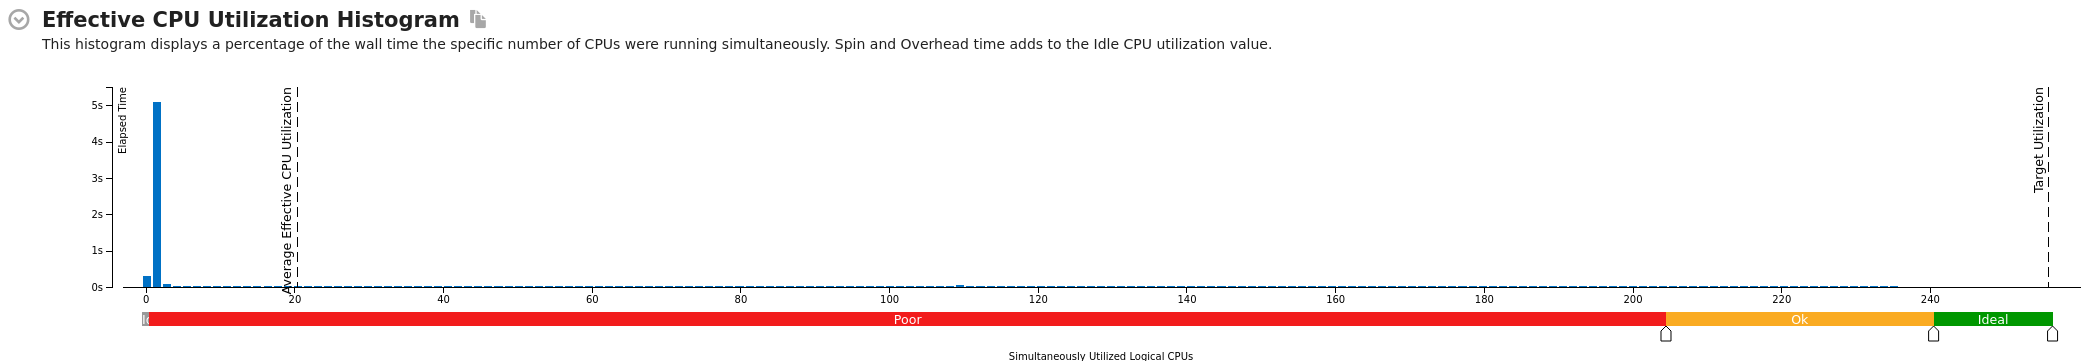 Effective CPU Utilization Histogram
This histogram displays a percentage of the wall time the specific number of CPUs were running simultaneously. Spin and Overhead time adds to the Idle CPU utilization value.
Elapsed Time
5s
4s
3s
2s
1s
0s
Average Effective CPU Utilization
Target Utilization
0 20 40 60 80 100 120 140 160 180 200 220 240
Poor Ok Ideal
Simultaneously Utilized Logical CPUs